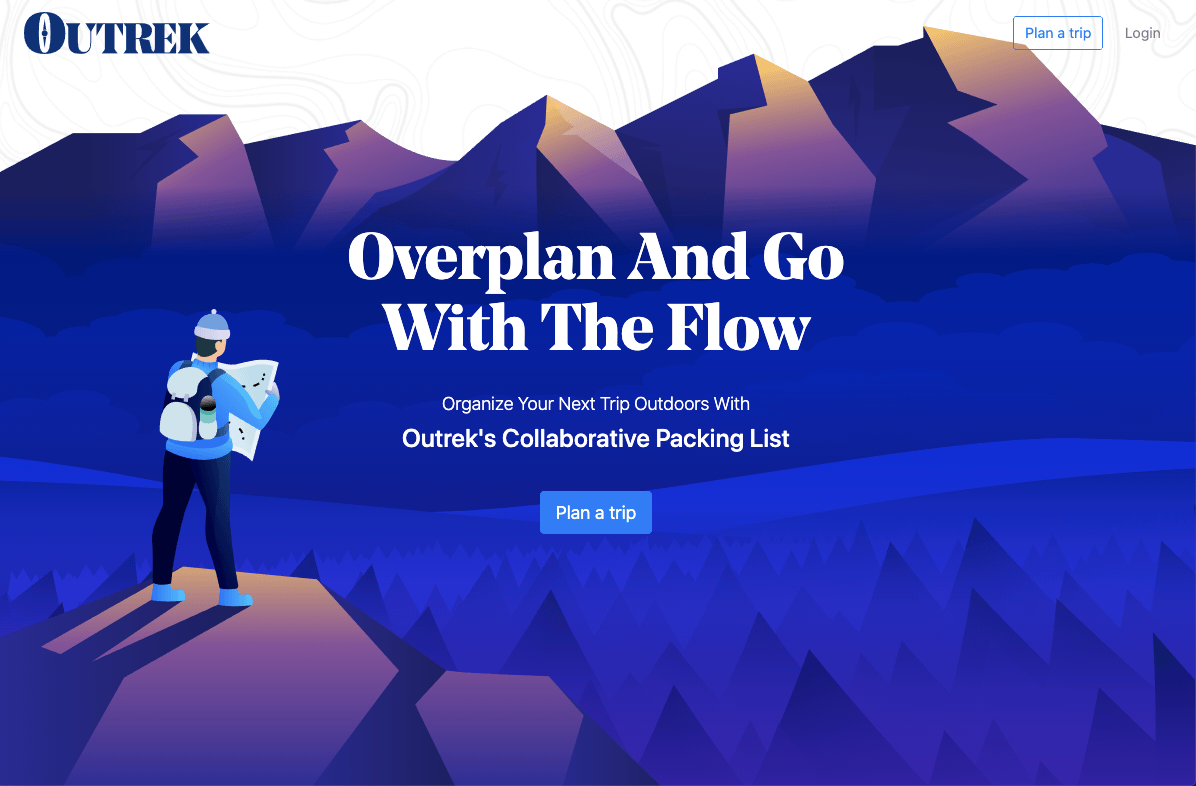 OUTREK
Plan a trip
Login
Overplan And Go
With The Flow
Organize Your Next Trip Outdoors With
Outrek's Collaborative Packing List
Plan a trip